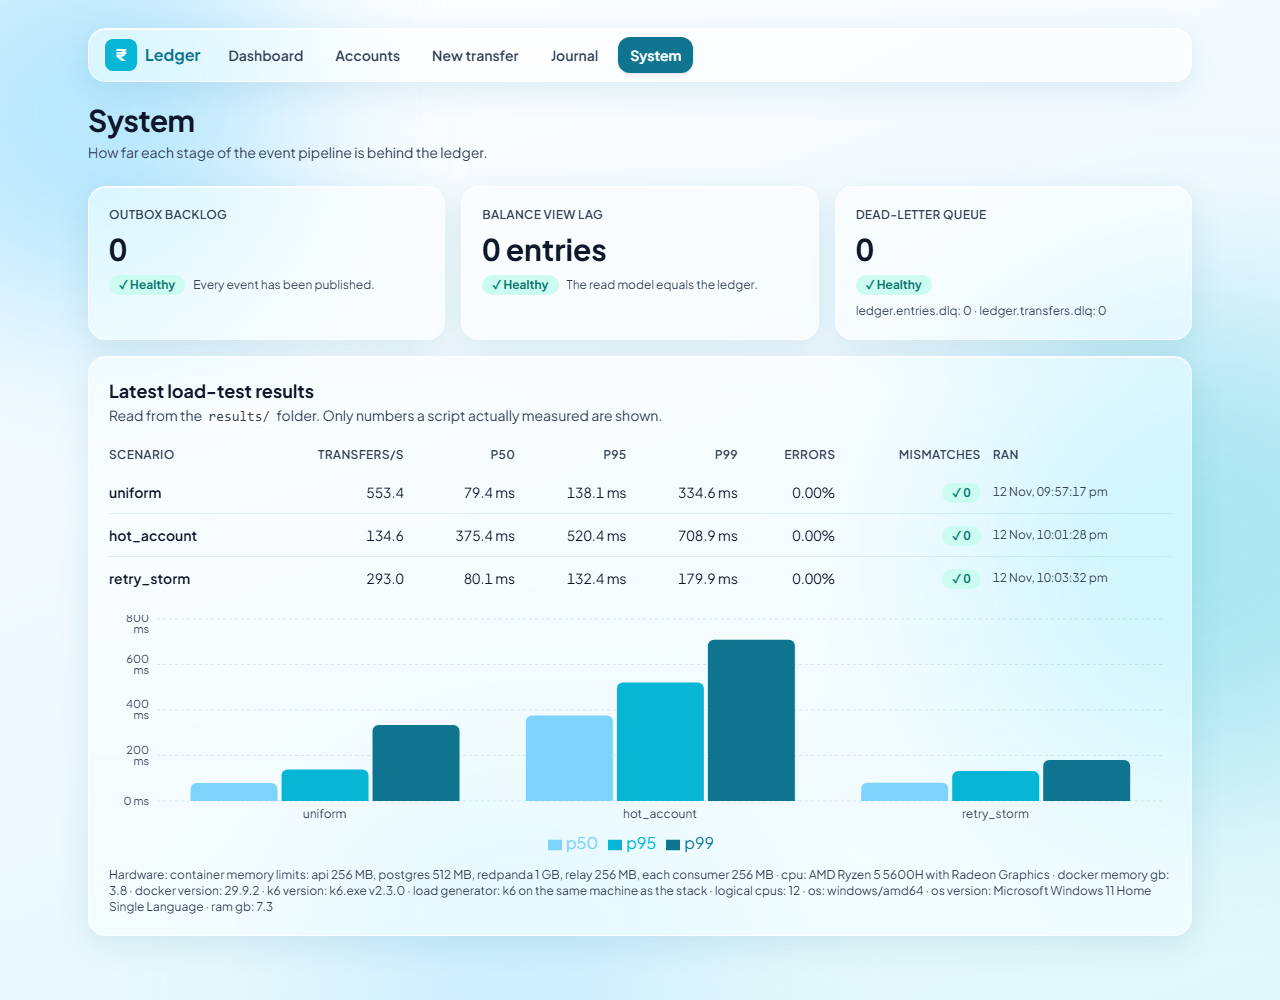 ₹ Ledger Dashboard Accounts New transfer Journal System
System
How far each stage of the event pipeline is behind the ledger.
OUTBOX BACKLOG
0
✓ Healthy Every event has been published.
BALANCE VIEW LAG
0 entries
✓ Healthy The read model equals the ledger.
DEAD-LETTER QUEUE
0
✓ Healthy
ledger.entries.dlq: 0 · ledger.transfers.dlq: 0
Latest load-test results
Read from the results/ folder. Only numbers a script actually measured are shown.
SCENARIO TRANSFERS/S P50 P95 P99 ERRORS MISMATCHES RAN
uniform 553.4 79.4 ms 138.1 ms 334.6 ms 0.00% ✓ 0 12 Nov, 09:57:17 pm
hot_account 134.6 375.4 ms 520.4 ms 708.9 ms 0.00% ✓ 0 12 Nov, 10:01:28 pm
retry_storm 293.0 80.1 ms 132.4 ms 179.9 ms 0.00% ✓ 0 12 Nov, 10:03:32 pm
800
ms
600
ms
400
ms
200
ms
0 ms
uniform hot_account retry_storm
p50 p95 p99
Hardware: container memory limits: api 256 MB, postgres 512 MB, redpanda 1 GB, relay 256 MB, each consumer 256 MB · cpu: AMD Ryzen 5 5600H with Radeon Graphics · docker memory gb:
3.8 · docker version: 29.9.2 · k6 version: k6.exe v2.3.0 · load generator: k6 on the same machine as the stack · logical cpus: 12 · os: windows/amd64 · os version: Microsoft Windows 11 Home
Single Language · ram gb: 7.3